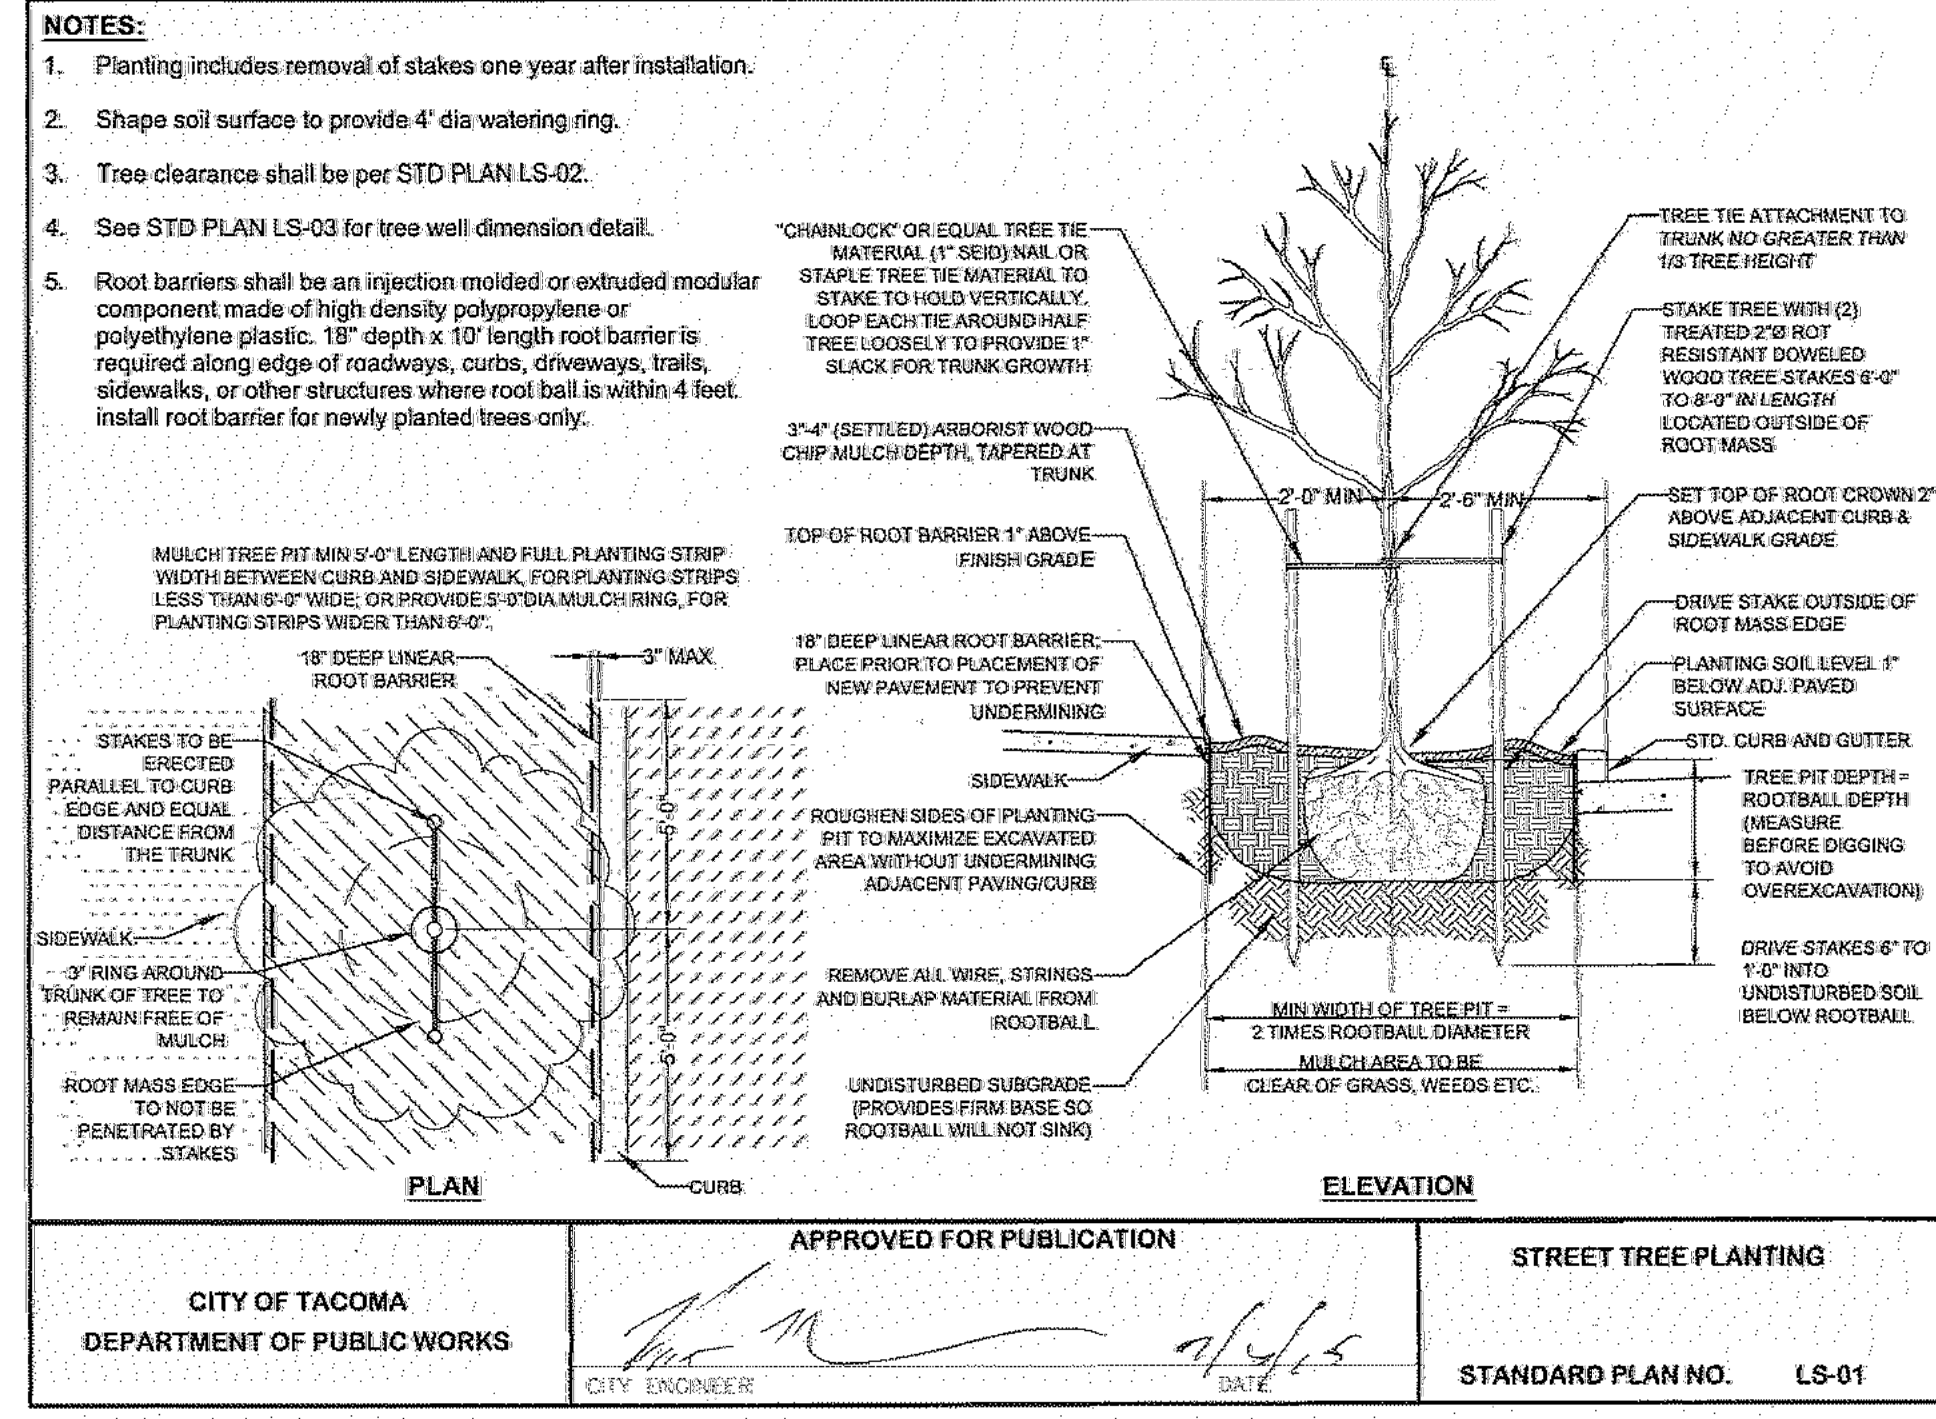 NOTES:
1. Planting includes removal of stakes one year after installation.
2. Shape soil surface to provide 4' dia watering ring.
3. Tree clearance shall be per STD PLAN LS-02.
4. See STD PLAN LS-03 for tree well dimension detail.
5. Root barriers shall be an injection molded or extruded modular
component made of high density polypropylene or
polyethylene plastic. 18" depth x 10' length root barrier is
required along edge of roadways, curbs, driveways, trails,
sidewalks, or other structures where root ball is within 4 feet.
install root barrier for newly planted trees only.
MULCH TREE PIT MIN 5'-0" LENGTH AND FULL PLANTING STRIP
WIDTH BETWEEN CURB AND SIDEWALK, FOR PLANTING STRIPS
LESS THAN 6'-0" WIDE; OR PROVIDE 5'-0"DIA MULCH RING, FOR
PLANTING STRIPS WIDER THAN 6'-0".
18" DEEP LINEAR
ROOT BARRIER
3" MAX
STAKES TO BE
ERECTED
PARALLEL TO CURB
EDGE AND EQUAL
DISTANCE FROM
THE TRUNK
SIDEWALK
3" RING AROUND
TRUNK OF TREE TO
REMAIN FREE OF
MULCH
ROOT MASS EDGE
TO NOT BE
PENETRATED BY
STAKES
5'-0"
5'-0"
CURB
PLAN
"CHAINLOCK" OR EQUAL TREE TIE
MATERIAL (1" SEID) NAIL OR
STAPLE TREE TIE MATERIAL TO
STAKE TO HOLD VERTICALLY.
LOOP EACH TIE AROUND HALF
TREE LOOSELY TO PROVIDE 1"
SLACK FOR TRUNK GROWTH
3"-4" (SETTLED) ARBORIST WOOD
CHIP MULCH DEPTH, TAPERED AT
TRUNK
TOP OF ROOT BARRIER 1" ABOVE
FINISH GRADE
18" DEEP LINEAR ROOT BARRIER;
PLACE PRIOR TO PLACEMENT OF
NEW PAVEMENT TO PREVENT
UNDERMINING
SIDEWALK
ROUGHEN SIDES OF PLANTING
PIT TO MAXIMIZE EXCAVATED
AREA WITHOUT UNDERMINING
ADJACENT PAVING/CURB
REMOVE ALL WIRE, STRINGS
AND BURLAP MATERIAL FROM
ROOTBALL
UNDISTURBED SUBGRADE
(PROVIDES FIRM BASE SO
ROOTBALL WILL NOT SINK)
2'-0" MIN
2'-6" MIN
TREE TIE ATTACHMENT TO
TRUNK NO GREATER THAN
1/3 TREE HEIGHT
STAKE TREE WITH (2)
TREATED 2"Ø ROT
RESISTANT DOWELED
WOOD TREE STAKES 6'-0"
TO 8'-0" IN LENGTH
LOCATED OUTSIDE OF
ROOT MASS
SET TOP OF ROOT CROWN 2"
ABOVE ADJACENT CURB &
SIDEWALK GRADE
DRIVE STAKE OUTSIDE OF
ROOT MASS EDGE
PLANTING SOIL LEVEL 1"
BELOW ADJ. PAVED
SURFACE
STD. CURB AND GUTTER
TREE PIT DEPTH =
ROOTBALL DEPTH
(MEASURE
BEFORE DIGGING
TO AVOID
OVEREXCAVATION)
DRIVE STAKES 6" TO
1'-0" INTO
UNDISTURBED SOIL
BELOW ROOTBALL
MIN WIDTH OF TREE PIT =
2 TIMES ROOTBALL DIAMETER
MULCH AREA TO BE
CLEAR OF GRASS, WEEDS ETC.
ELEVATION
CITY OF TACOMA
DEPARTMENT OF PUBLIC WORKS
APPROVED FOR PUBLICATION
CITY ENGINEER
DATE
STREET TREE PLANTING
STANDARD PLAN NO. LS-01